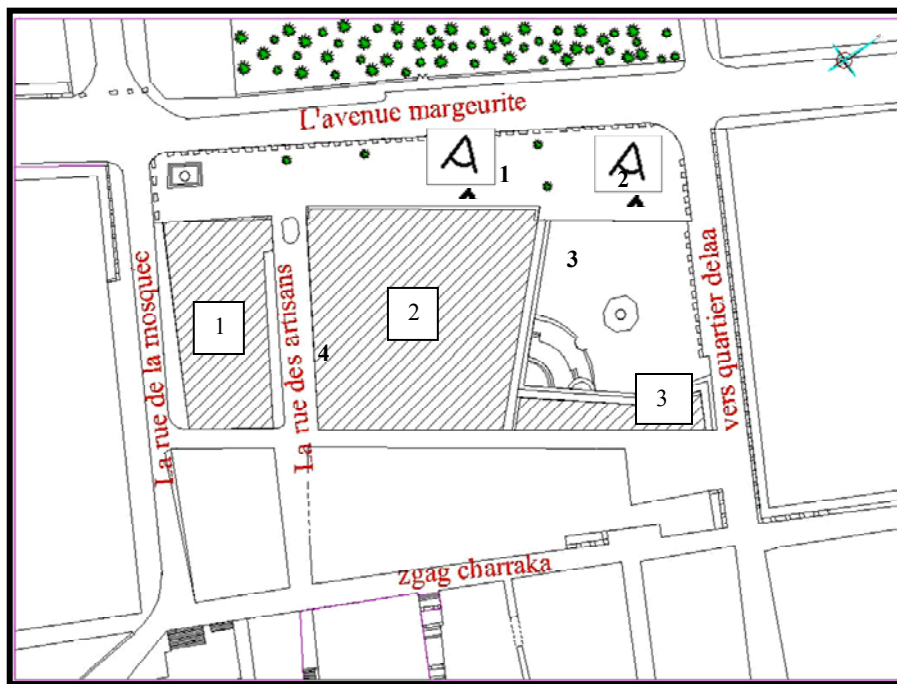 L'avenue margeurite
1
2
3
La rue de la mosquee
La rue des artisans
1
2
4
3
vers quartier delaa
zgag charraka